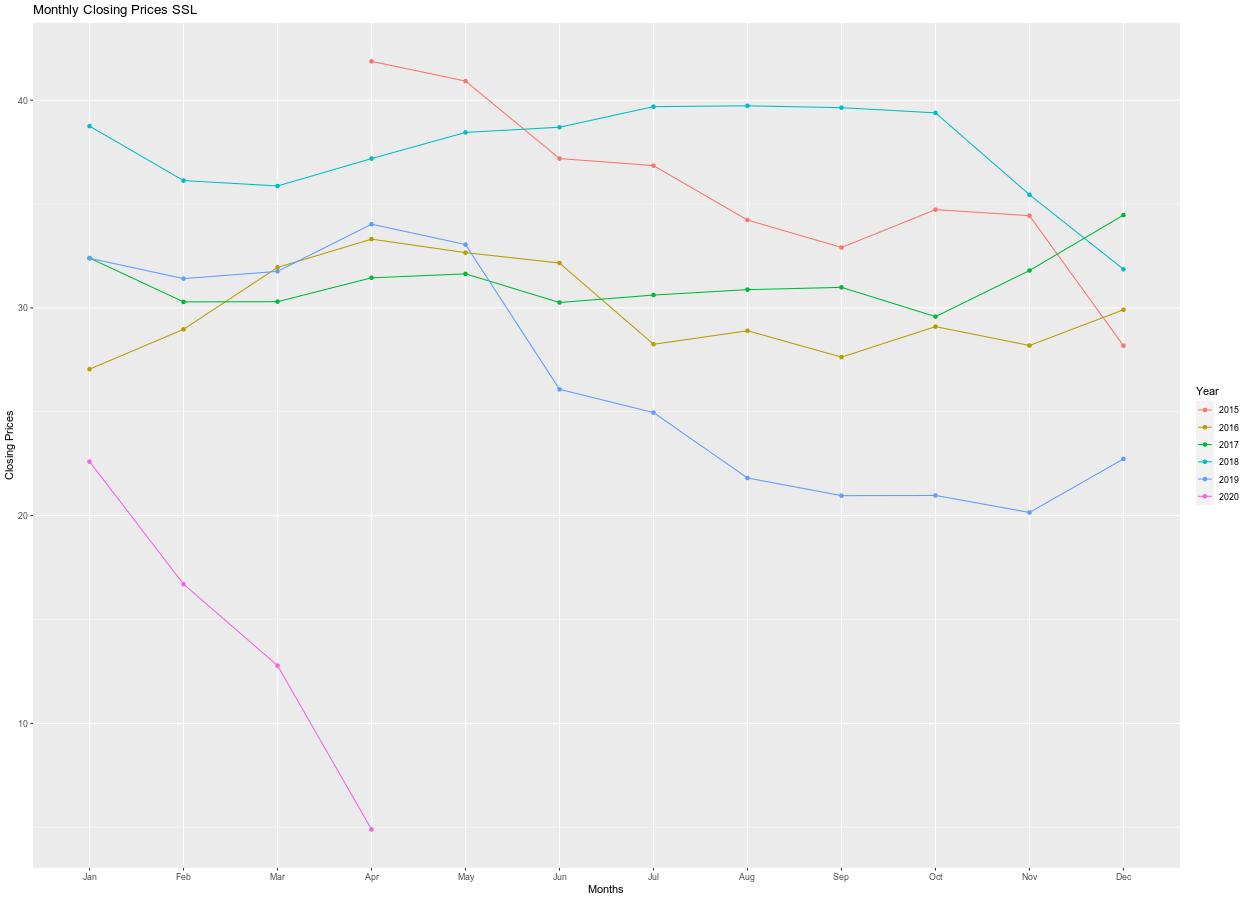 Monthly Closing Prices SSL
40
30
20
10
Closing Prices
Jan Feb Mar Apr May Jun Jul Aug Sep Oct Nov Dec
Months
Year
2015
2016
2017
2018
2019
2020